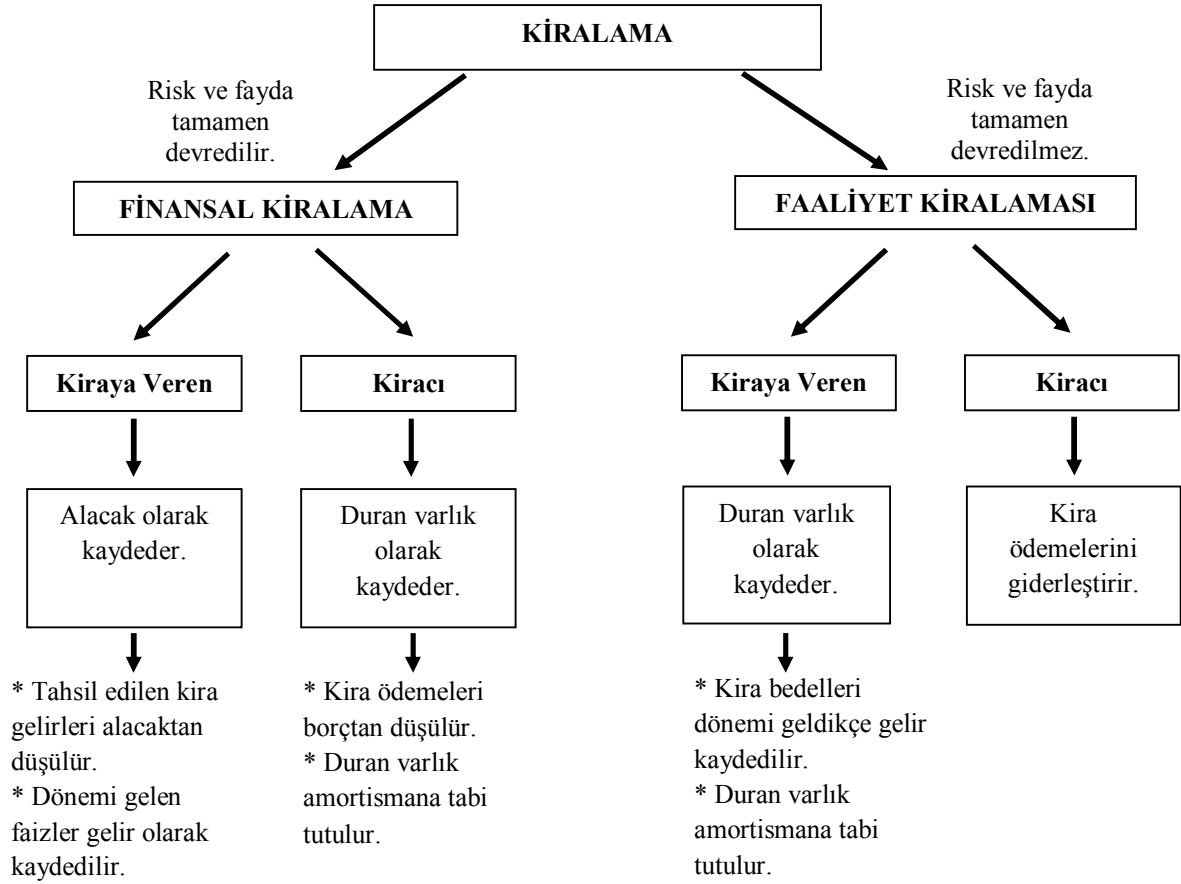 KİRALAMA
Risk ve fayda
tamamen
devredilir.
Risk ve fayda
tamamen
devredilmez.
FİNANSAL KİRALAMA
FAALİYET KİRALAMASI
Kiraya Veren
Kiracı
Kiraya Veren
Kiracı
Alacak olarak
kaydeder.
Duran varlık
olarak
kaydeder.
Duran varlık
olarak
kaydeder.
Kira
ödemelerini
giderleştirir.
* Tahsil edilen kira
gelirleri alacaktan
düşülür.
* Dönemi gelen
faizler gelir olarak
kaydedilir.
* Kira ödemeleri
borçtan düşülür.
* Duran varlık
amortismana tabi
tutulur.
* Kira bedelleri
dönemi geldikçe gelir
kaydedilir.
* Duran varlık
amortismana tabi
tutulur.